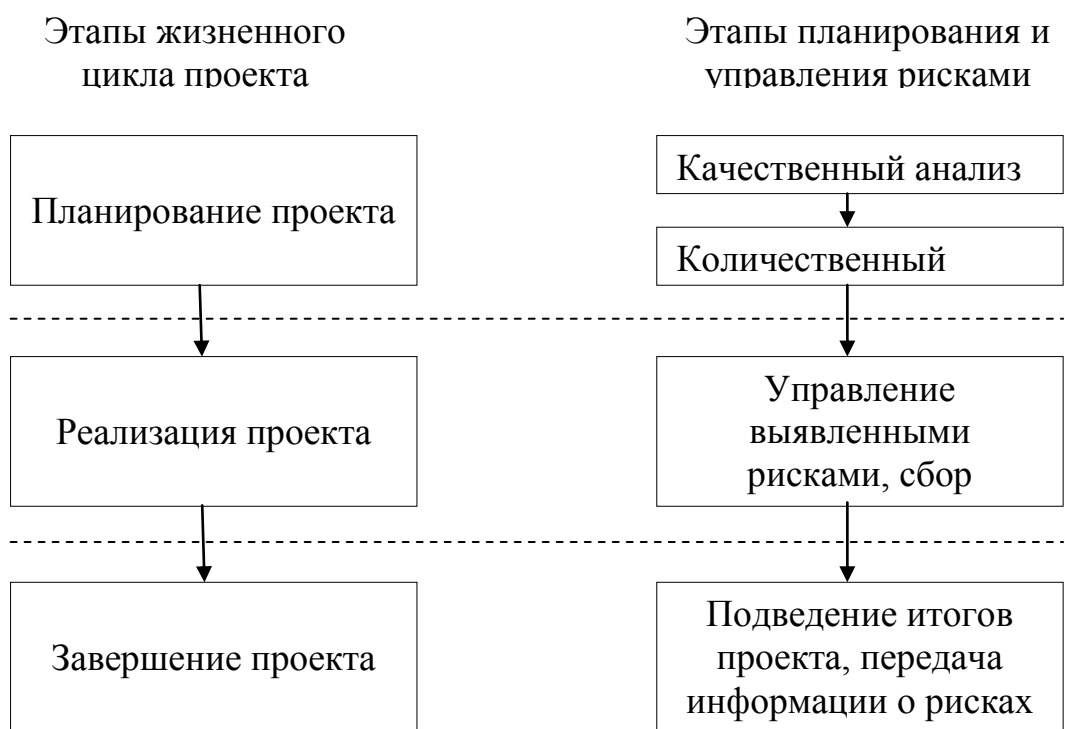 Этапы жизненного
цикла проекта
Этапы планирования и
управления рисками
Планирование проекта
Качественный анализ
Количественный
Реализация проекта
Управление
выявленными
рисками, сбор
Завершение проекта
Подведение итогов
проекта, передача
информации о рисках